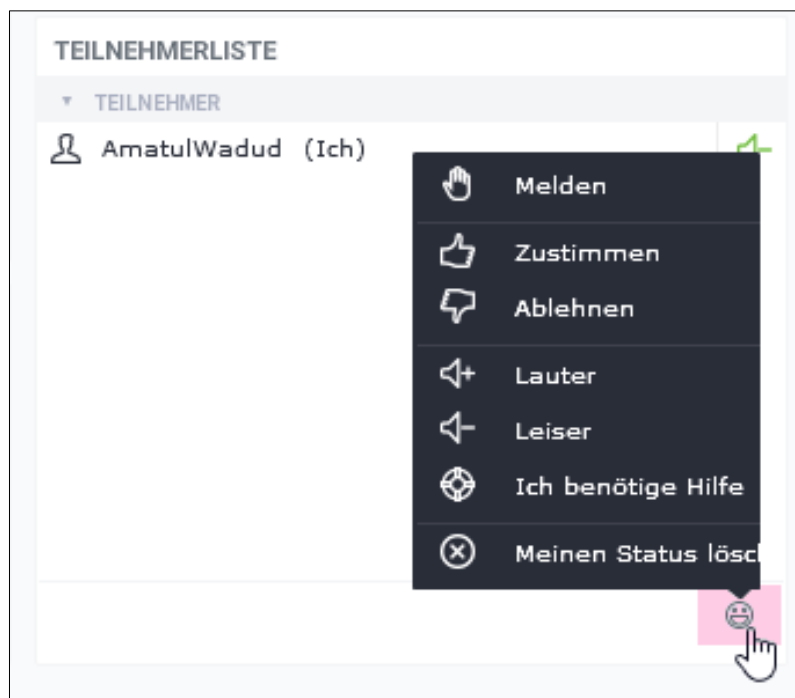 TEILNEHMERLISTE
TEILNEHMER
AmatulWadud (Ich)
Melden
Zustimmen
Ablehnen
Lauter
Leiser
Ich benötige Hilfe
Meinen Status lösc